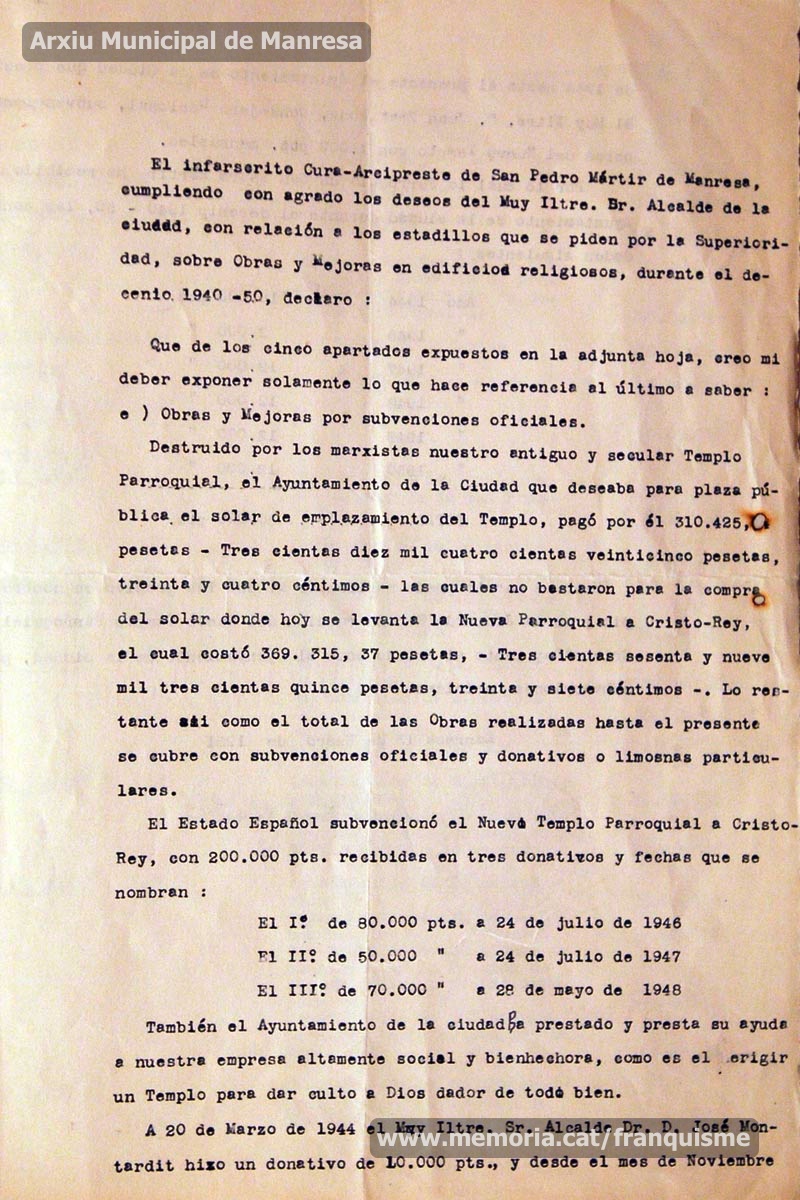 Arxiu Municipal de Manresa
El infarscrito Cura-Arcipreste de San Pedro Mártir de Manresa,
cumpliendo con agrado los deseos del Muy Iltre. Br. Alcalde de la
ciuddd, con relación a los estadillos que se piden por la Superiori-
dad, sobre Obras y Mejoras en edificios religiosos, durante el de-
cenio 1940 -50, declaro :
Que de los cinco apartados expuestos en la adjunta hoja, creo mi
deber exponer solamente lo que hace referencia al último a saber :
e ) Obras y Mejoras por subvenciones oficiales.
Destruido por los marxistas nuestro antiguo y secular Templo
Parroquial, el Ayuntamiento de la Ciudad que deseaba para plaza pú-
blica el solar de emplazamiento del Templo, pagó por él 310.425,
pesetas - Tres cientas diez mil cuatro cientas veinticinco pesetas,
treinta y cuatro céntimos - las cuales no bastaron para la compra
del solar donde hoy se levanta la Nueva Parroquial a Cristo-Rey,
el cual costó 369. 315, 37 pesetas, - Tres cientas sesenta y nueve
mil tres cientas quince pesetas, treinta y siete céntimos -. Lo res-
tante así como el total de las Obras realizadas hasta el presente
se cubre con subvenciones oficiales y donativos o limosnas particu-
lares.
El Estado Español subvencionó el Nuevo Templo Parroquial a Cristo-
Rey, con 200.000 pts. recibidas en tres donativos y fechas que se
nombran :
El Iº de 80.000 pts. a 24 de julio de 1946
El IIº de 50.000 " a 24 de julio de 1947
El IIIº de 70.000 " a 28 de mayo de 1948
También el Ayuntamiento de la ciudad ha prestado y presta su ayuda
a nuestra empresa altamente social y bienhechora, como es el erigir
un Templo para dar culto a Dios dador de todo bien.
A 20 de Marzo de 1944 el Muy Iltre. Sr. Alcalde Dr. D. José Mon-
www.memoria.cat/franquisme
tardit hizo un donativo de 10.000 pts., y desde el mes de Noviembre